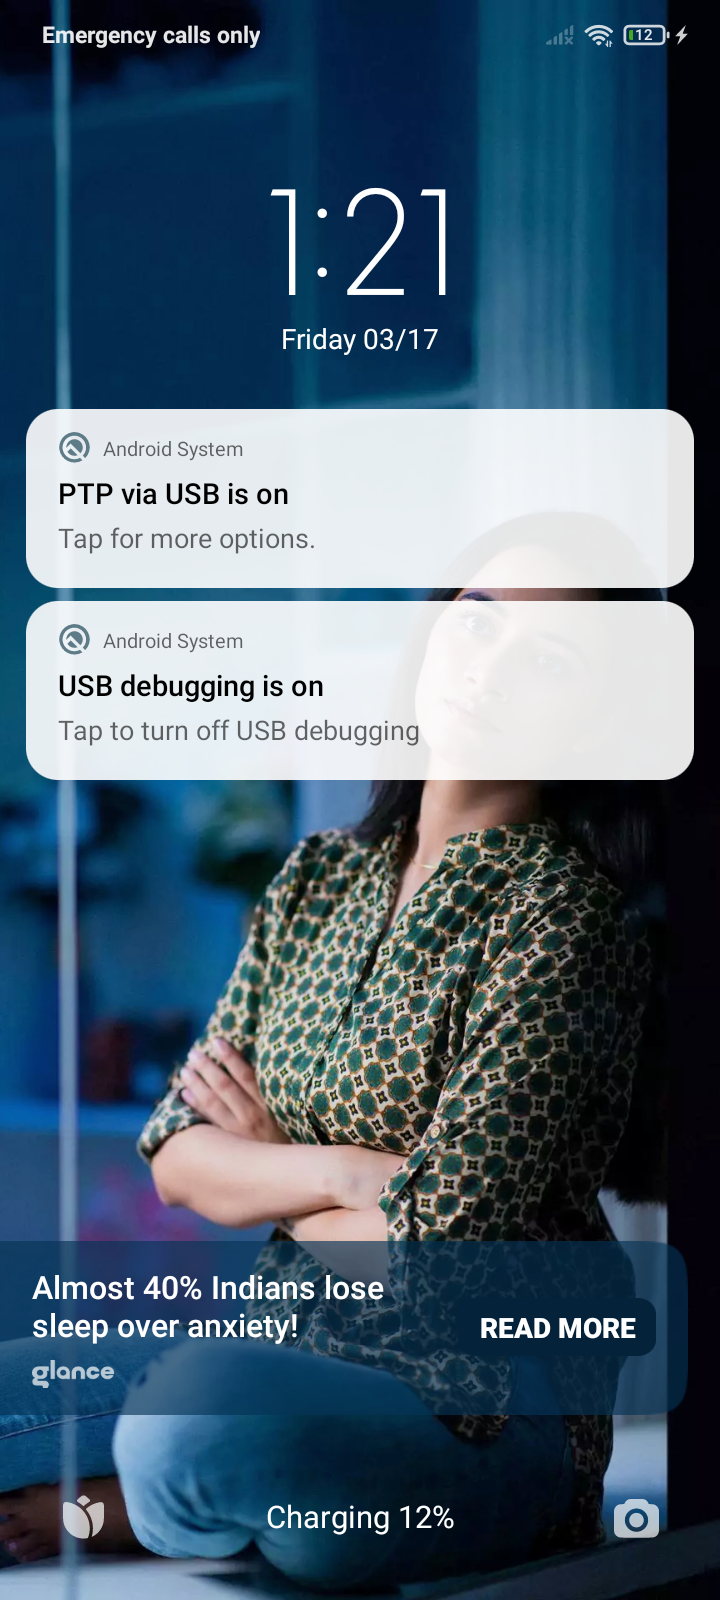 Emergency calls only
12
1:21
Friday 03/17
Android System
PTP via USB is on
Tap for more options.
Android System
USB debugging is on
Tap to turn off USB debugging
Almost 40% Indians lose
sleep over anxiety!
READ MORE
glance
Charging 12%